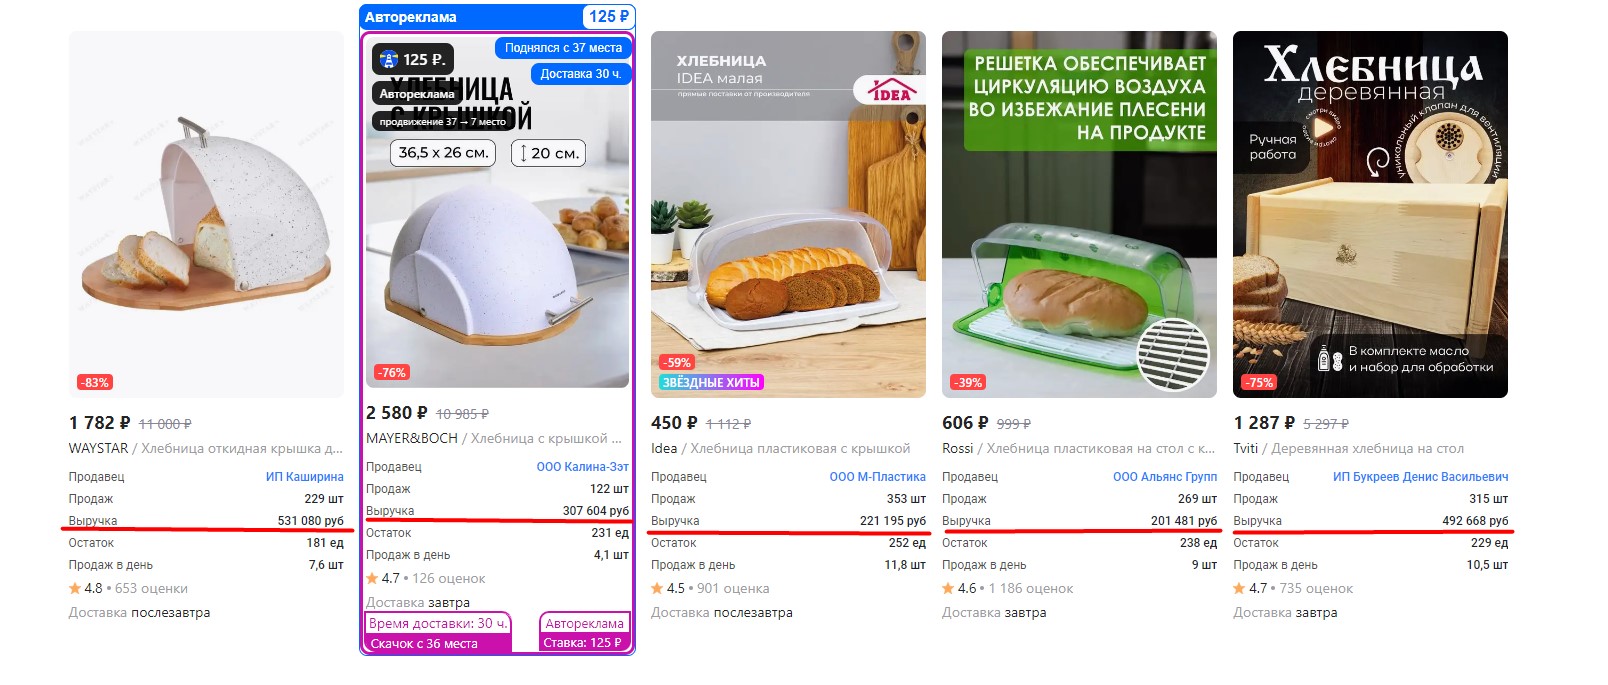 -83%
1 782 ₽ 11 000 ₽
WAYSTAR / Хлебница откидная крышка д...
Продавец ИП Каширина
Продаж 229 шт
Выручка 531 080 руб
Остаток 181 ед
Продаж в день 7,6 шт
4.8 • 653 оценки
Доставка послезавтра
Автореклама 125 ₽
Поднялся с 37 места
125 ₽.
Доставка 30 ч.
ХЛЕБНИЦА
Автореклама
С КРЫШКОЙ
продвижение 37 → 7 место
36,5 x 26 см. 20 см.
-76%
2 580 ₽ 10 985 ₽
MAYER&BOCH / Хлебница с крышкой ...
Продавец ООО Калина-Зэт
Продаж 122 шт
Выручка 307 604 руб
Остаток 231 ед
Продаж в день 4,1 шт
4.7 • 126 оценок
Доставка завтра
Время доставки: 30 ч. Автореклама
Скачок с 36 места Ставка: 125 ₽
ХЛЕБНИЦА
IDEA малая
прямые поставки от производителя
IDEA
-59%
ЗВЁЗДНЫЕ ХИТЫ
450 ₽ 1 112 ₽
Idea / Хлебница пластиковая с крышкой
Продавец ООО М-Пластика
Продаж 353 шт
Выручка 221 195 руб
Остаток 252 ед
Продаж в день 11,8 шт
4.5 • 901 оценка
Доставка послезавтра
РЕШЕТКА ОБЕСПЕЧИВАЕТ
ЦИРКУЛЯЦИЮ ВОЗДУХА
ВО ИЗБЕЖАНИЕ ПЛЕСЕНИ
НА ПРОДУКТЕ
-39%
606 ₽ 999 ₽
Rossi / Хлебница пластиковая на стол с к...
Продавец ООО Альянс Групп
Продаж 269 шт
Выручка 201 481 руб
Остаток 238 ед
Продаж в день 9 шт
4.6 • 1 186 оценок
Доставка завтра
Хлебница
деревянная
смотри видео
уникальный клапан для вентиляции
Ручная
работа
В комплекте масло
и набор для обработки
-75%
1 287 ₽ 5 297 ₽
Tviti / Деревянная хлебница на стол
Продавец ИП Букреев Денис Васильевич
Продаж 315 шт
Выручка 492 668 руб
Остаток 229 ед
Продаж в день 10,5 шт
4.7 • 735 оценок
Доставка завтра